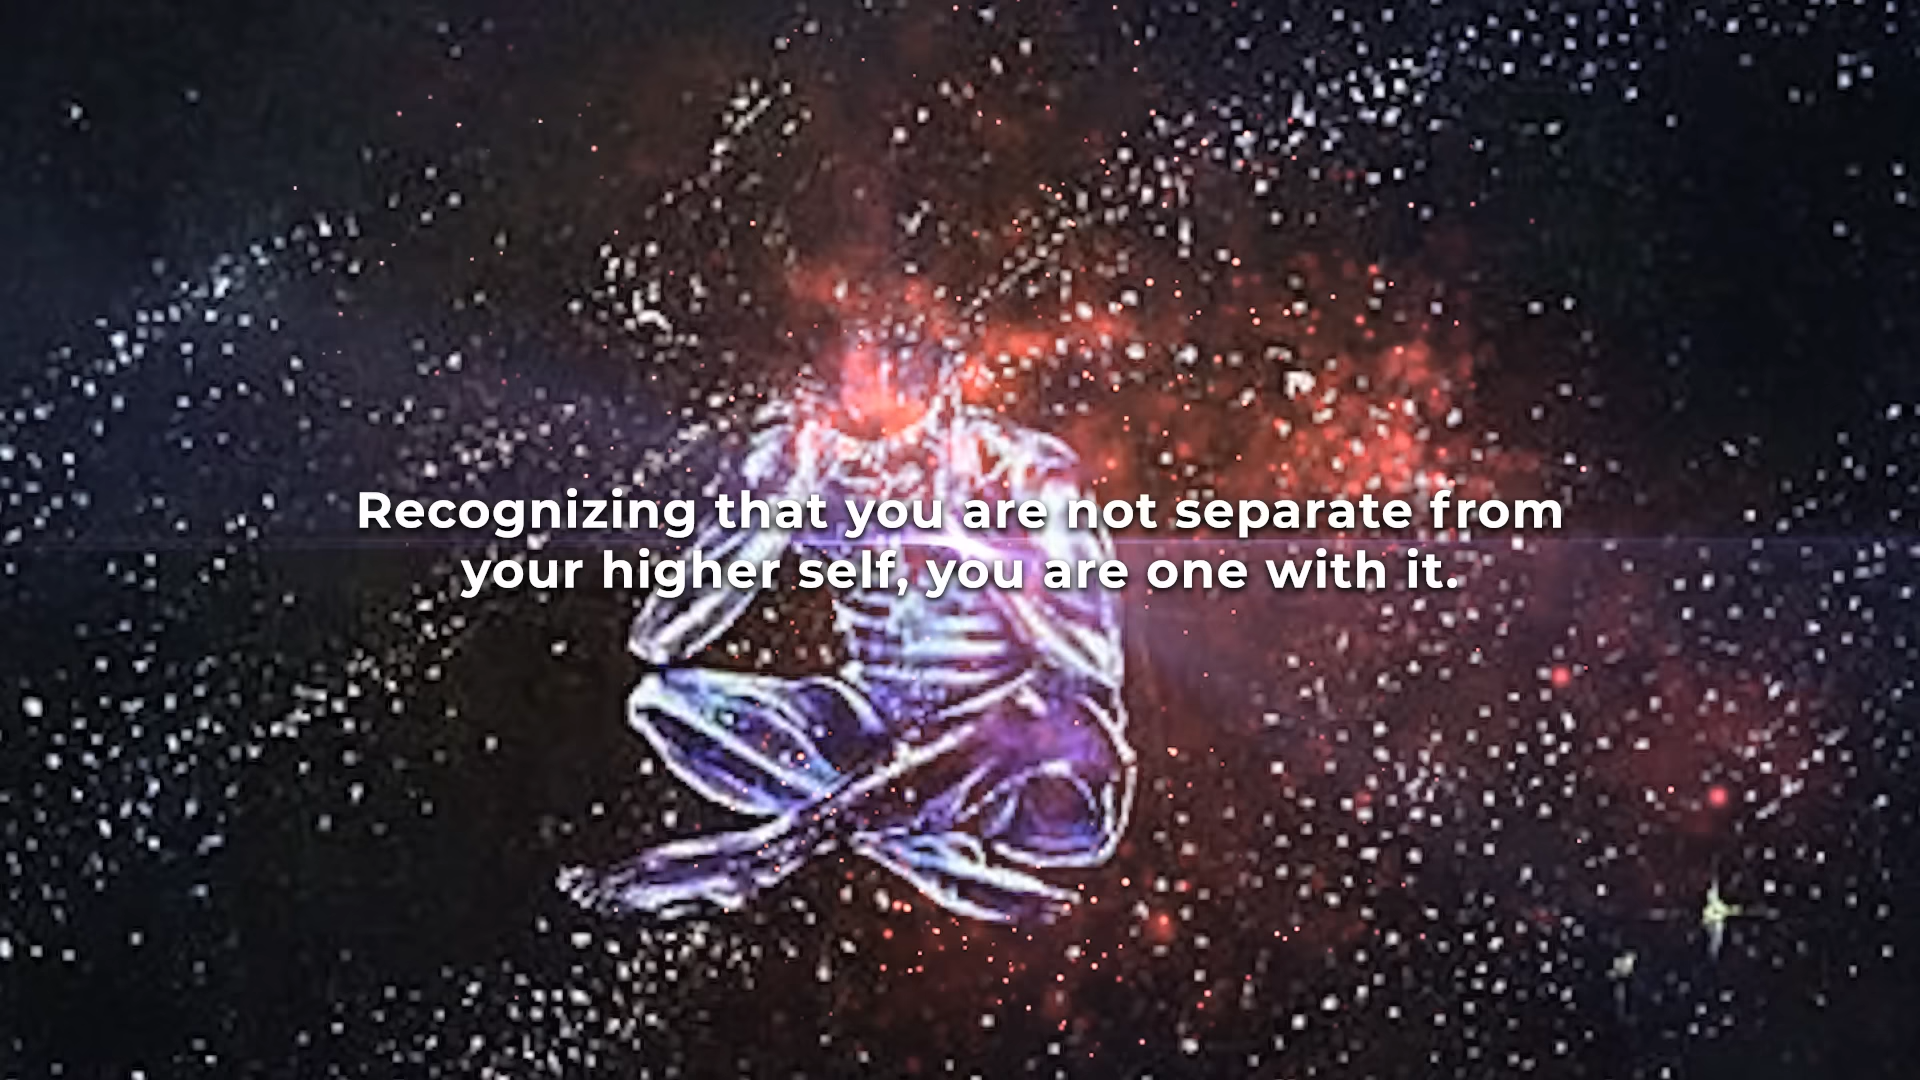 Recognizing that you are not separate from
your higher self, you are one with it.